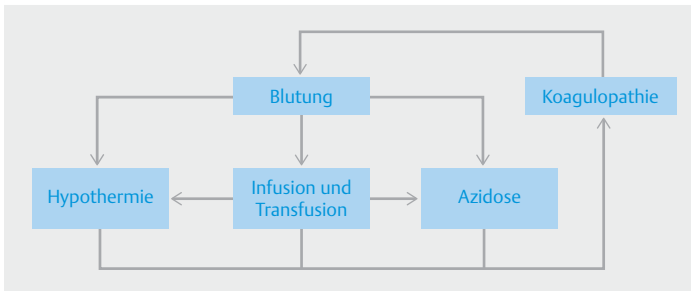 Blutung
Koagulopathie
Hypothermie
Infusion und
Transfusion
Azidose